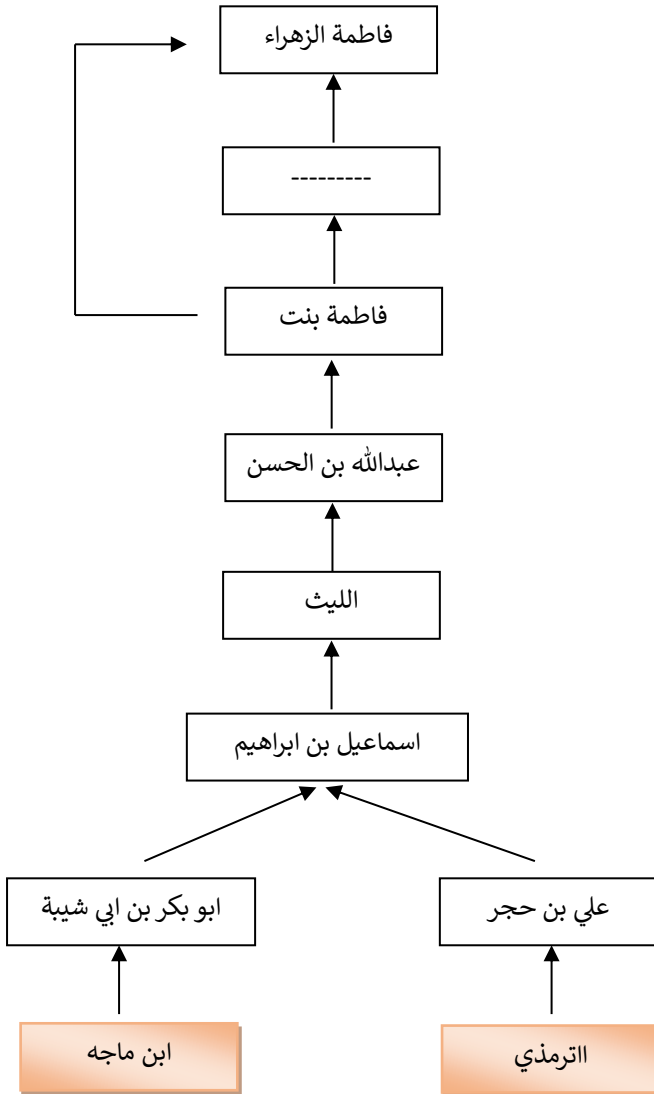 فاطمة الزهراء
---------
فاطمة بنت
عبدالله بن الحسن
الليث
اسماعيل بن ابراهيم
علي بن حجر
ابو بكر بن ابي شيبة
ااترمذي
ابن ماجه